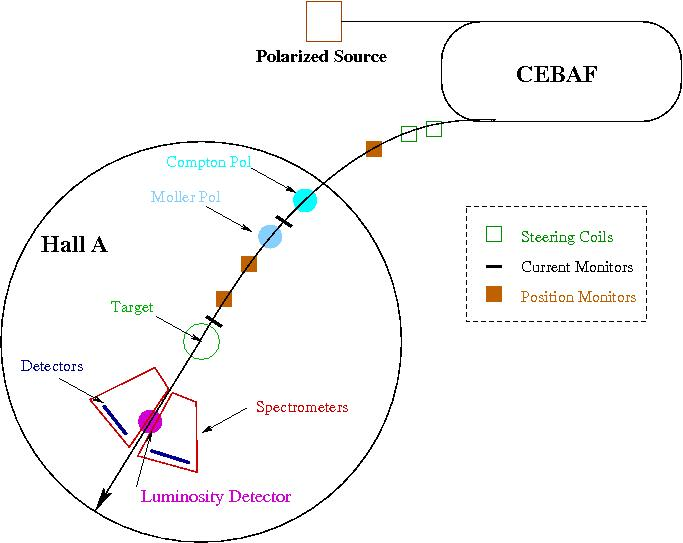 Polarized Source
CEBAF
Compton Pol
Moller Pol
Hall A
Steering Coils
Current Monitors
Position Monitors
Target
Detectors
Spectrometers
Luminosity Detector